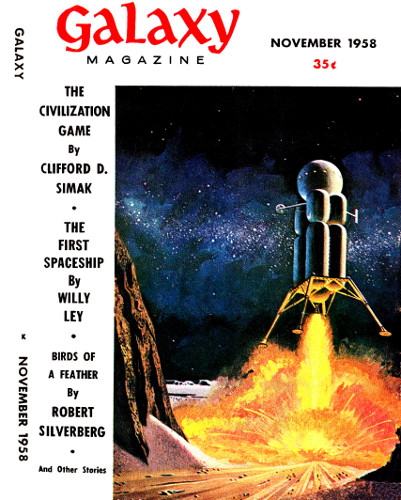 GALAXY
MAGAZINE
NOVEMBER 1958
35¢
THE
CIVILIZATION
GAME
By
CLIFFORD D.
SIMAK
•
THE
FIRST
SPACESHIP
By
WILLY
LEY
•
BIRDS OF
A FEATHER
By
ROBERT
SILVERBERG
•
And Other Stories
GALAXY
K
NOVEMBER 1958